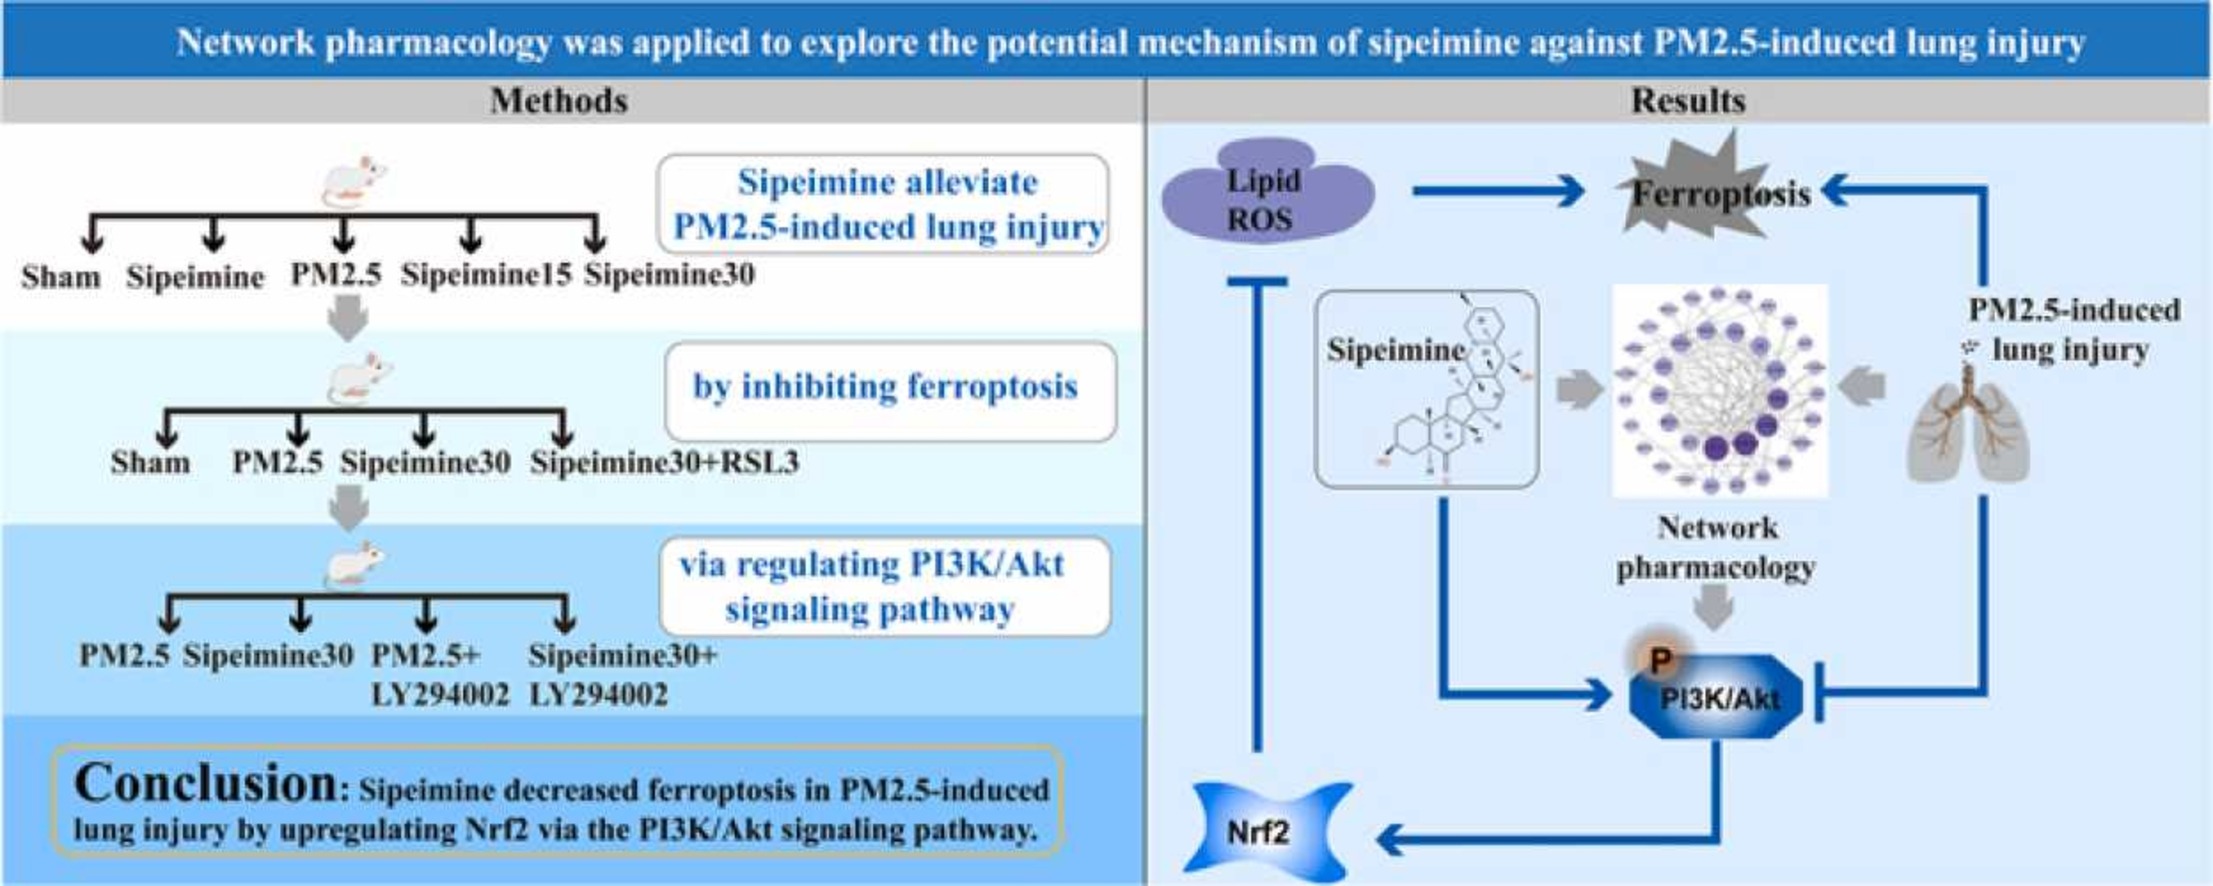 Network pharmacology was applied to explore the potential mechanism of sipeimine against PM2.5-induced lung injury
Methods
Sipeimine alleviate
PM2.5-induced lung injury
Sham Sipeimine PM2.5 Sipeimine15 Sipeimine30
by inhibiting ferroptosis
Sham PM2.5 Sipeimine30 Sipeimine30+RSL3
via regulating PI3K/Akt
signaling pathway
PM2.5 Sipeimine30 PM2.5+ Sipeimine30+
LY294002 LY294002
Conclusion: Sipeimine decreased ferroptosis in PM2.5-induced
lung injury by upregulating Nrf2 via the PI3K/Akt signaling pathway.
Results
Lipid
ROS
Ferroptosis
Sipeimine
PM2.5-induced
lung injury
Network
pharmacology
P
PI3K/Akt
Nrf2